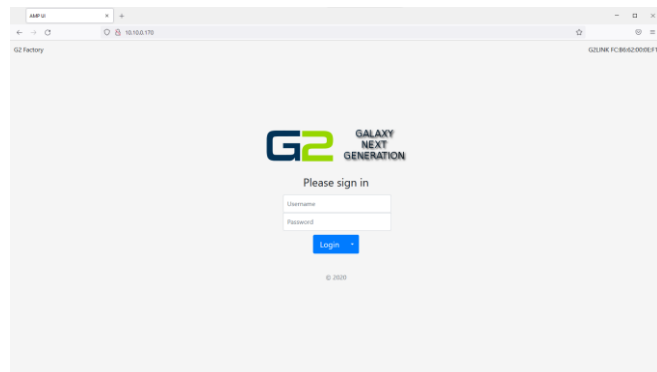 AMP UI
10.10.0.170
G2 Factory
G2LINK FC:B6:62:00:0E:F1
G2 GALAXY
NEXT
GENERATION
Please sign in
Username
Password
Login
© 2020